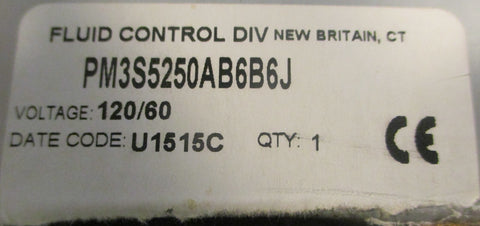 FLUID CONTROL DIV NEW BRITAIN, CT
PM3S5250AB6B6J
VOLTAGE: 120/60
DATE CODE: U1515C QTY: 1 CE